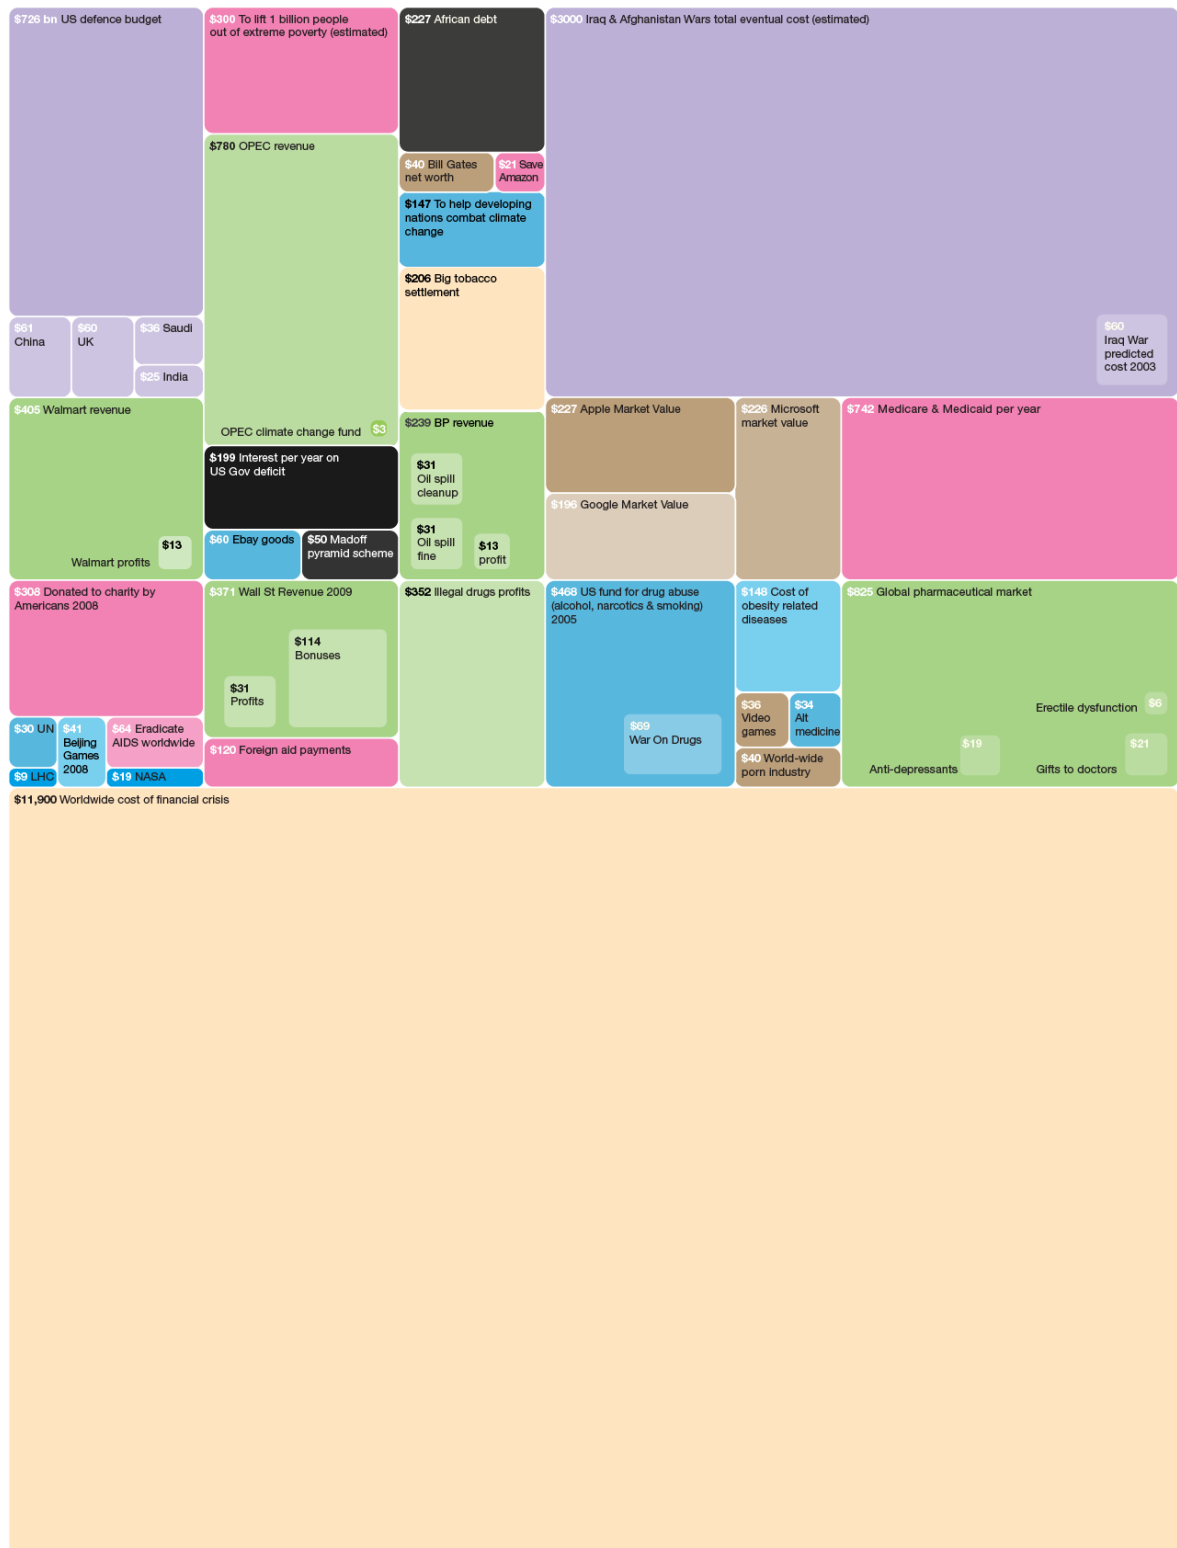 $726 bn US defence budget
$300 To lift 1 billion people
out of extreme poverty (estimated)
$227 African debt
$3000 Iraq & Afghanistan Wars total eventual cost (estimated)
$780 OPEC revenue
$40 Bill Gates
net worth
$21 Save
Amazon
$147 To help developing
nations combat climate
change
$206 Big tobacco
settlement
$61
China
$60
UK
$36 Saudi
$25 India
$60
Iraq War
predicted
cost 2003
$405 Walmart revenue
Walmart profits
$13
OPEC climate change fund
$3
$199 Interest per year on
US Gov deficit
$60 Ebay goods
$50 Madoff
pyramid scheme
$239 BP revenue
$31
Oil spill
cleanup
$31
Oil spill
fine
$13
profit
$227 Apple Market Value
$196 Google Market Value
$226 Microsoft
market value
$742 Medicare & Medicaid per year
$308 Donated to charity by
Americans 2008
$371 Wall St Revenue 2009
$114
Bonuses
$31
Profits
$352 Illegal drugs profits
$468 US fund for drug abuse
(alcohol, narcotics & smoking)
2005
$69
War On Drugs
$148 Cost of
obesity related
diseases
$825 Global pharmaceutical market
Erectile dysfunction
$6
$19
Anti-depressants
$21
Gifts to doctors
$36
Video
games
$34
Alt
medicine
$40 World-wide
porn industry
$30 UN
$41
Beijing
Games
2008
$64 Eradicate
AIDS worldwide
$9 LHC
$19 NASA
$120 Foreign aid payments
$11,900 Worldwide cost of financial crisis